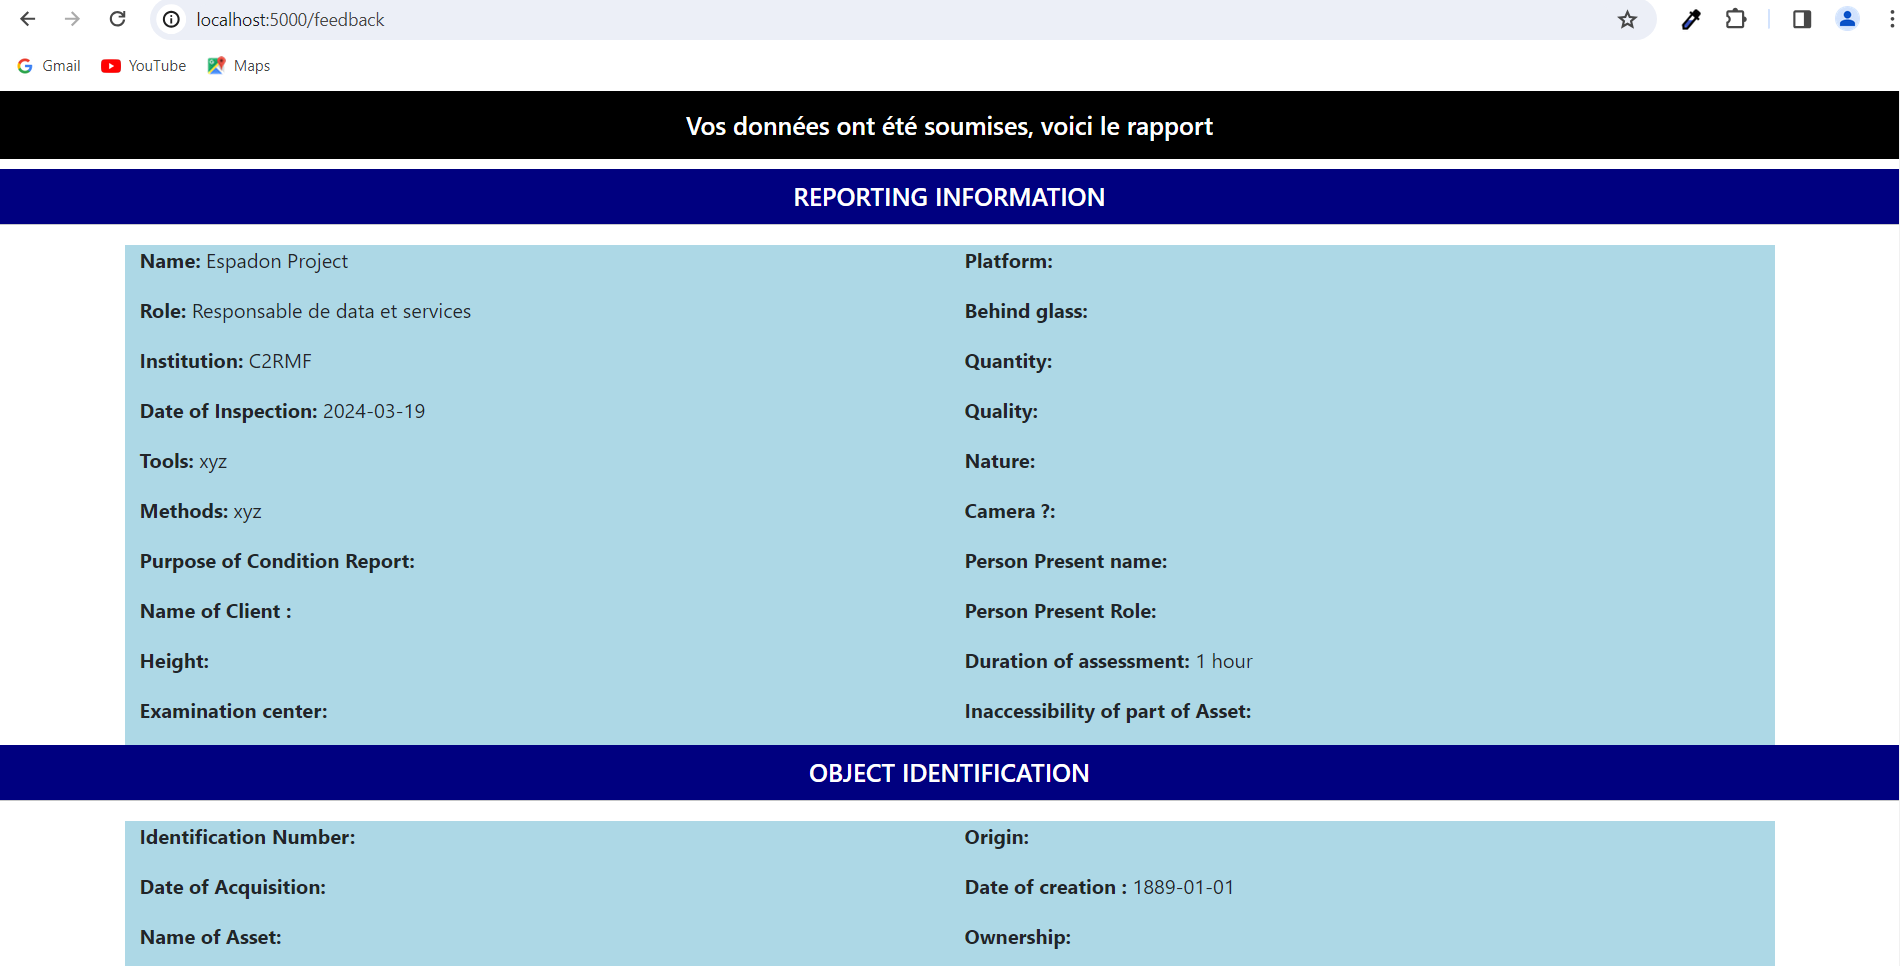 localhost:5000/feedback
Gmail YouTube Maps
Vos données ont été soumises, voici le rapport
REPORTING INFORMATION
Name: Espadon Project
Role: Responsable de data et services
Institution: C2RMF
Date of Inspection: 2024-03-19
Tools: xyz
Methods: xyz
Purpose of Condition Report:
Name of Client :
Height:
Examination center:
Platform:
Behind glass:
Quantity:
Quality:
Nature:
Camera ?:
Person Present name:
Person Present Role:
Duration of assessment: 1 hour
Inaccessibility of part of Asset:
OBJECT IDENTIFICATION
Identification Number:
Date of Acquisition:
Name of Asset:
Origin:
Date of creation : 1889-01-01
Ownership: